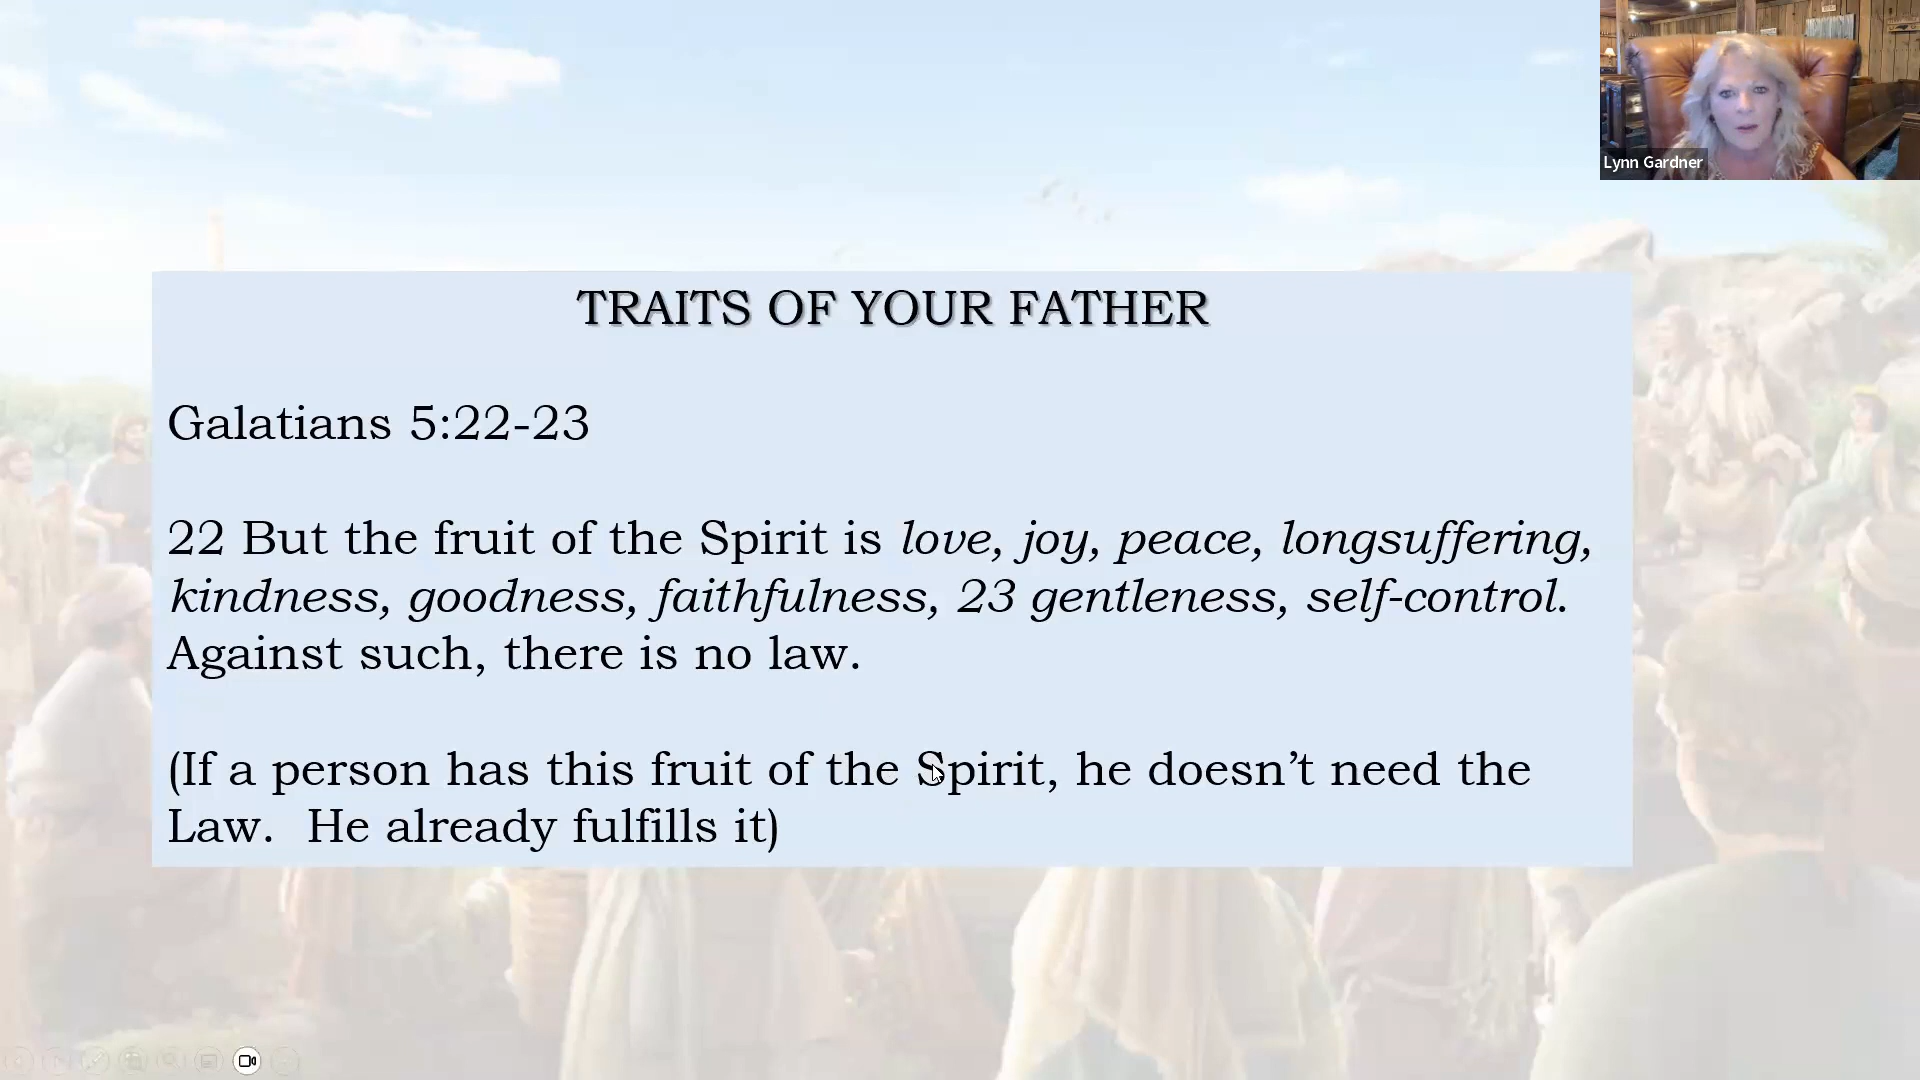 Lynn Gardner
TRAITS OF YOUR FATHER
Galatians 5:22-23
22 But the fruit of the Spirit is love, joy, peace, longsuffering,
kindness, goodness, faithfulness, 23 gentleness, self-control.
Against such, there is no law.
(If a person has this fruit of the Spirit, he doesn’t need the
Law.  He already fulfills it)